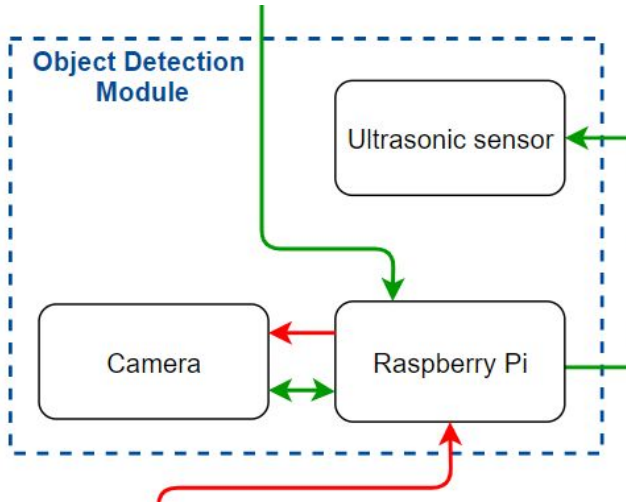 Object Detection
Module
Ultrasonic sensor
Camera
Raspberry Pi